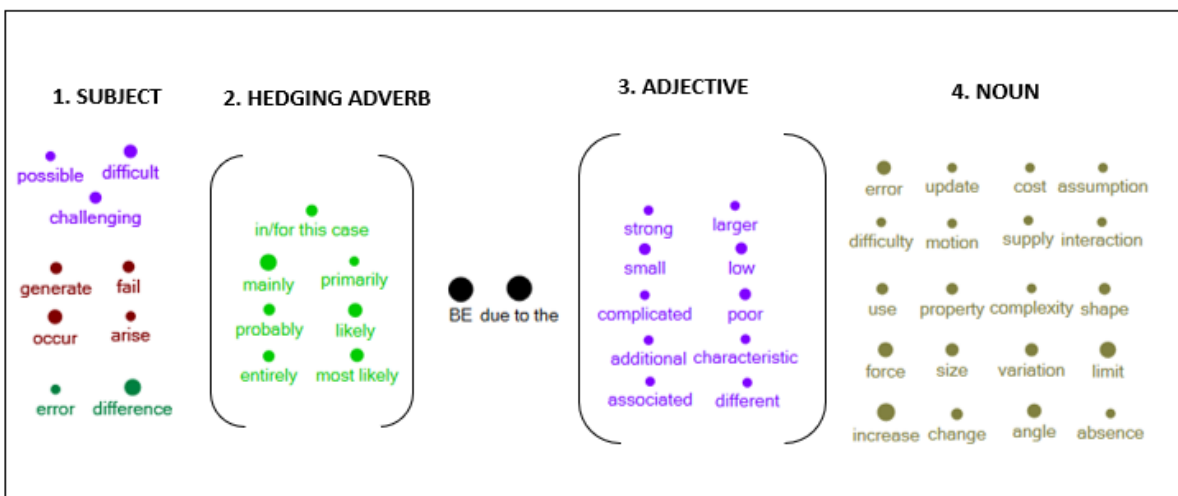 1. SUBJECT
2. HEDGING ADVERB
3. ADJECTIVE
4. NOUN
possible difficult
challenging
generate fail
occur arise
error difference
in/for this case
mainly primarily
probably likely
entirely most likely
BE due to the
strong larger
small low
complicated poor
additional characteristic
associated different
error update cost assumption
difficulty motion supply interaction
use property complexity shape
force size variation limit
increase change angle absence